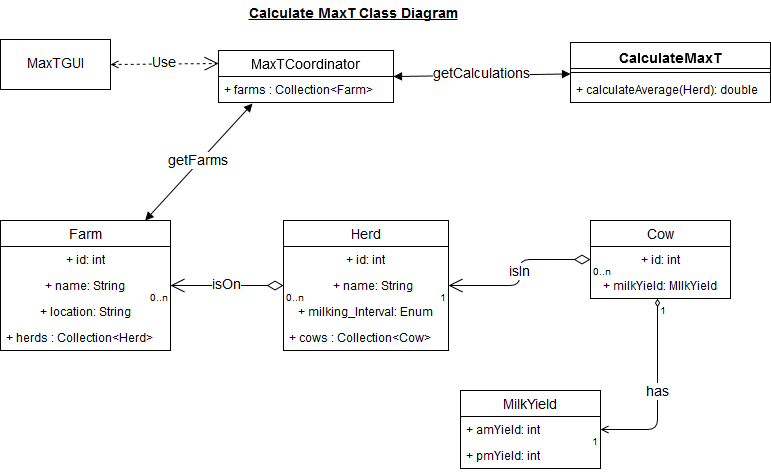 Calculate MaxT Class Diagram
MaxTGUI
Use
MaxTCoordinator
+ farms : Collection<Farm>
getCalculations
CalculateMaxT
+ calculateAverage(Herd): double
getFarms
Farm
+ id: int
+ name: String
+ location: String
+ herds : Collection<Herd>
0..n
isOn
Herd
+ id: int
+ name: String
+ milking_Interval: Enum
+ cows : Collection<Cow>
0..n
1
isIn
Cow
+ id: int
+ milkYield: MIlkYield
0..n
1
has
MilkYield
+ amYield: int
+ pmYield: int
1